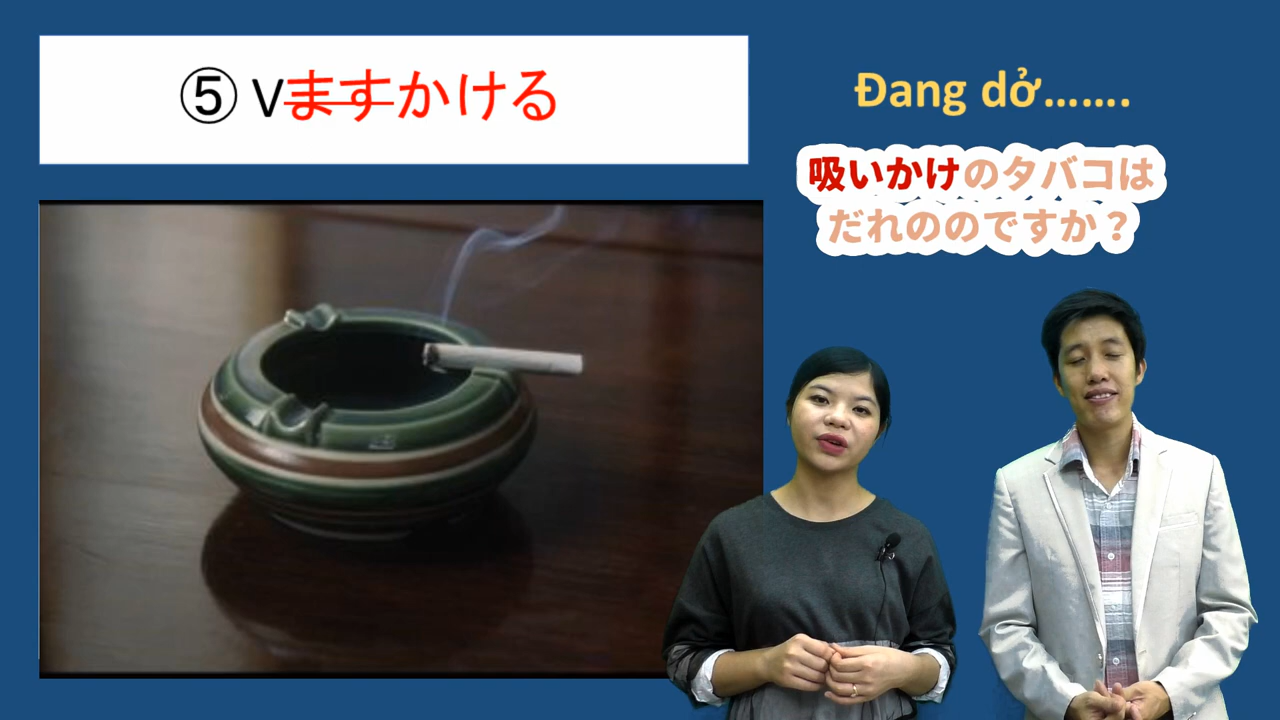 ⑤ Vますかける
Đang dở.......
吸いかけのタバコは
だれののですか？